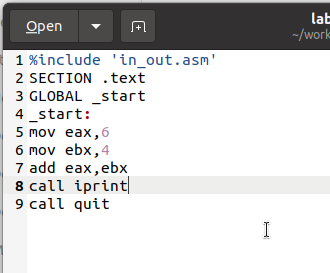 Open
lab
~/work
1 %include 'in_out.asm'
2 SECTION .text
3 GLOBAL _start
4 _start:
5 mov eax,6
6 mov ebx,4
7 add eax,ebx
8 call iprint
9 call quit